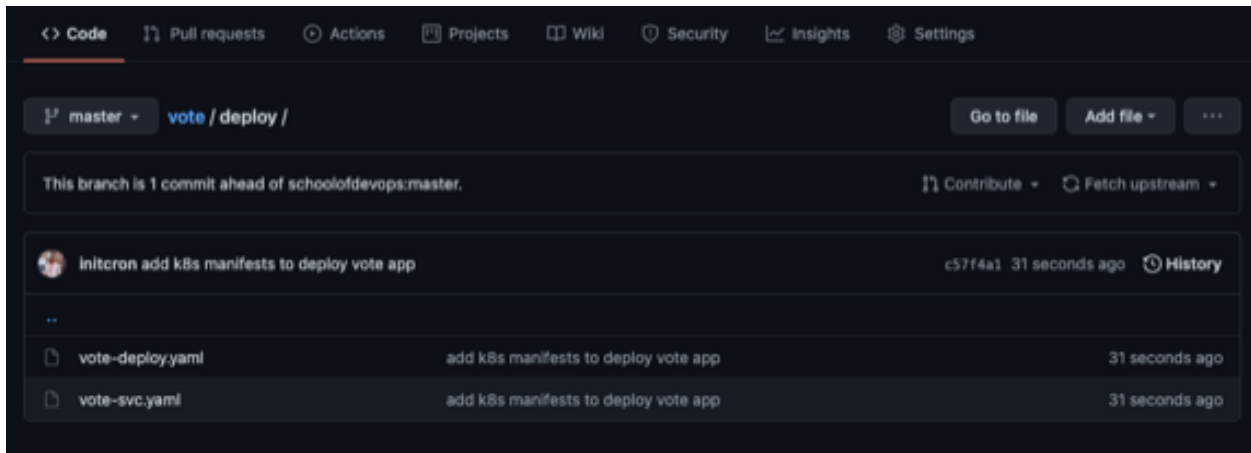 <> Code Pull requests Actions Projects Wiki Security Insights Settings
master vote / deploy / Go to file Add file ...
This branch is 1 commit ahead of schoolofdevops:master. Contribute Fetch upstream
initcron add k8s manifests to deploy vote app c57f4a1 31 seconds ago History
..
vote-deploy.yaml add k8s manifests to deploy vote app 31 seconds ago
vote-svc.yaml add k8s manifests to deploy vote app 31 seconds ago